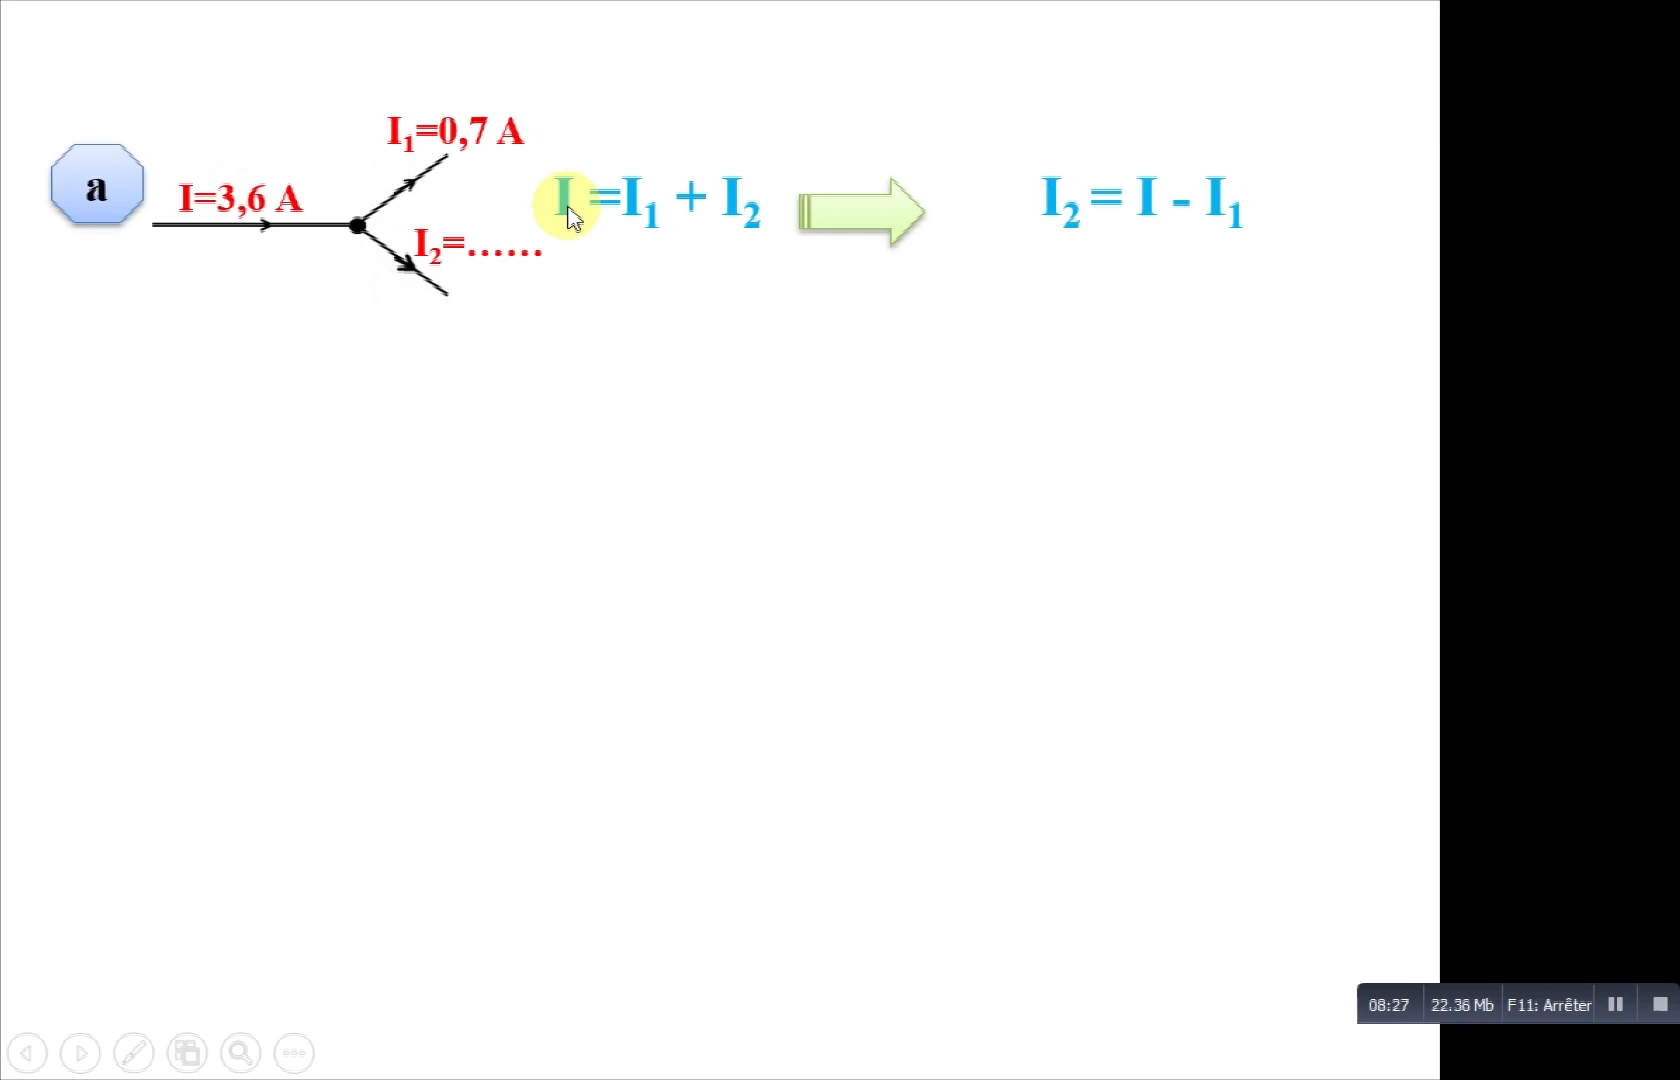 a
I=3,6 A
I₁=0,7 A
I₂=......
I =I₁ + I₂
I₂ = I - I₁
08:27 22.36 Mb F11: Arrêter